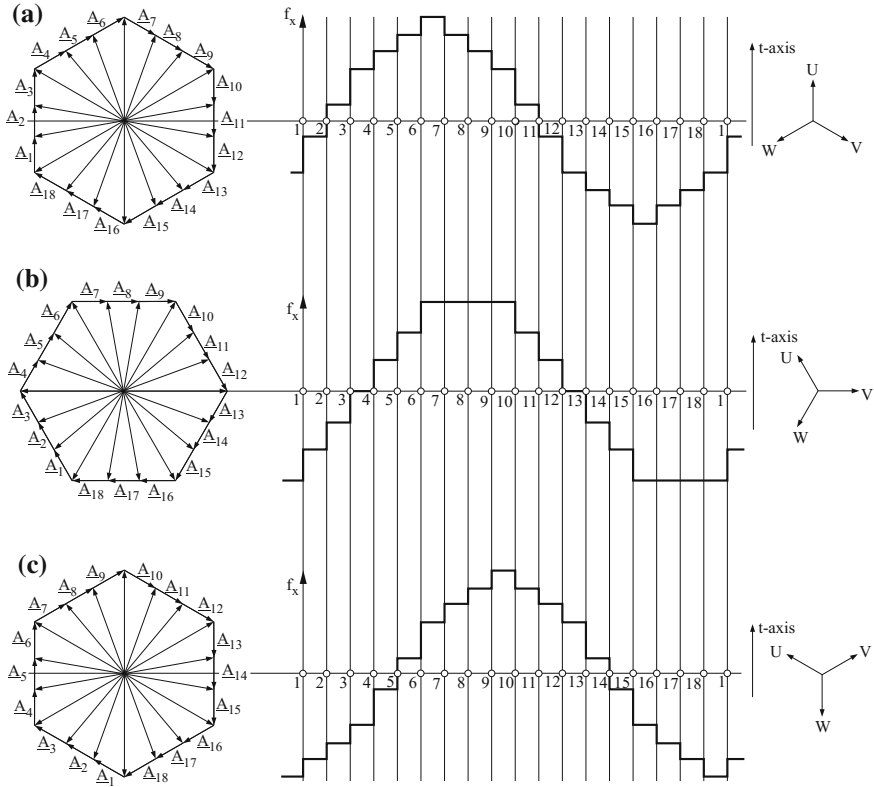 (a)
A6 A7
A5 A8
A4 A9
A3 A10
A2 A11
A1 A12
A18 A13
A17 A14
A16 A15
fx
1 2 3 4 5 6 7 8 9 10 11 12 13 14 15 16 17 18 1
t-axis
U
W V
(b)
A7 A8 A9
A6 A10
A5 A11
A4 A12
A3 A13
A2 A14
A1 A15
A18 A17 A16
fx
1 2 3 4 5 6 7 8 9 10 11 12 13 14 15 16 17 18 1
t-axis
U
V
W
(c)
A9 A10
A8 A11
A7 A12
A6 A13
A5 A14
A4 A15
A3 A16
A2 A17
A1 A18
fx
1 2 3 4 5 6 7 8 9 10 11 12 13 14 15 16 17 18 1
t-axis
U V
W